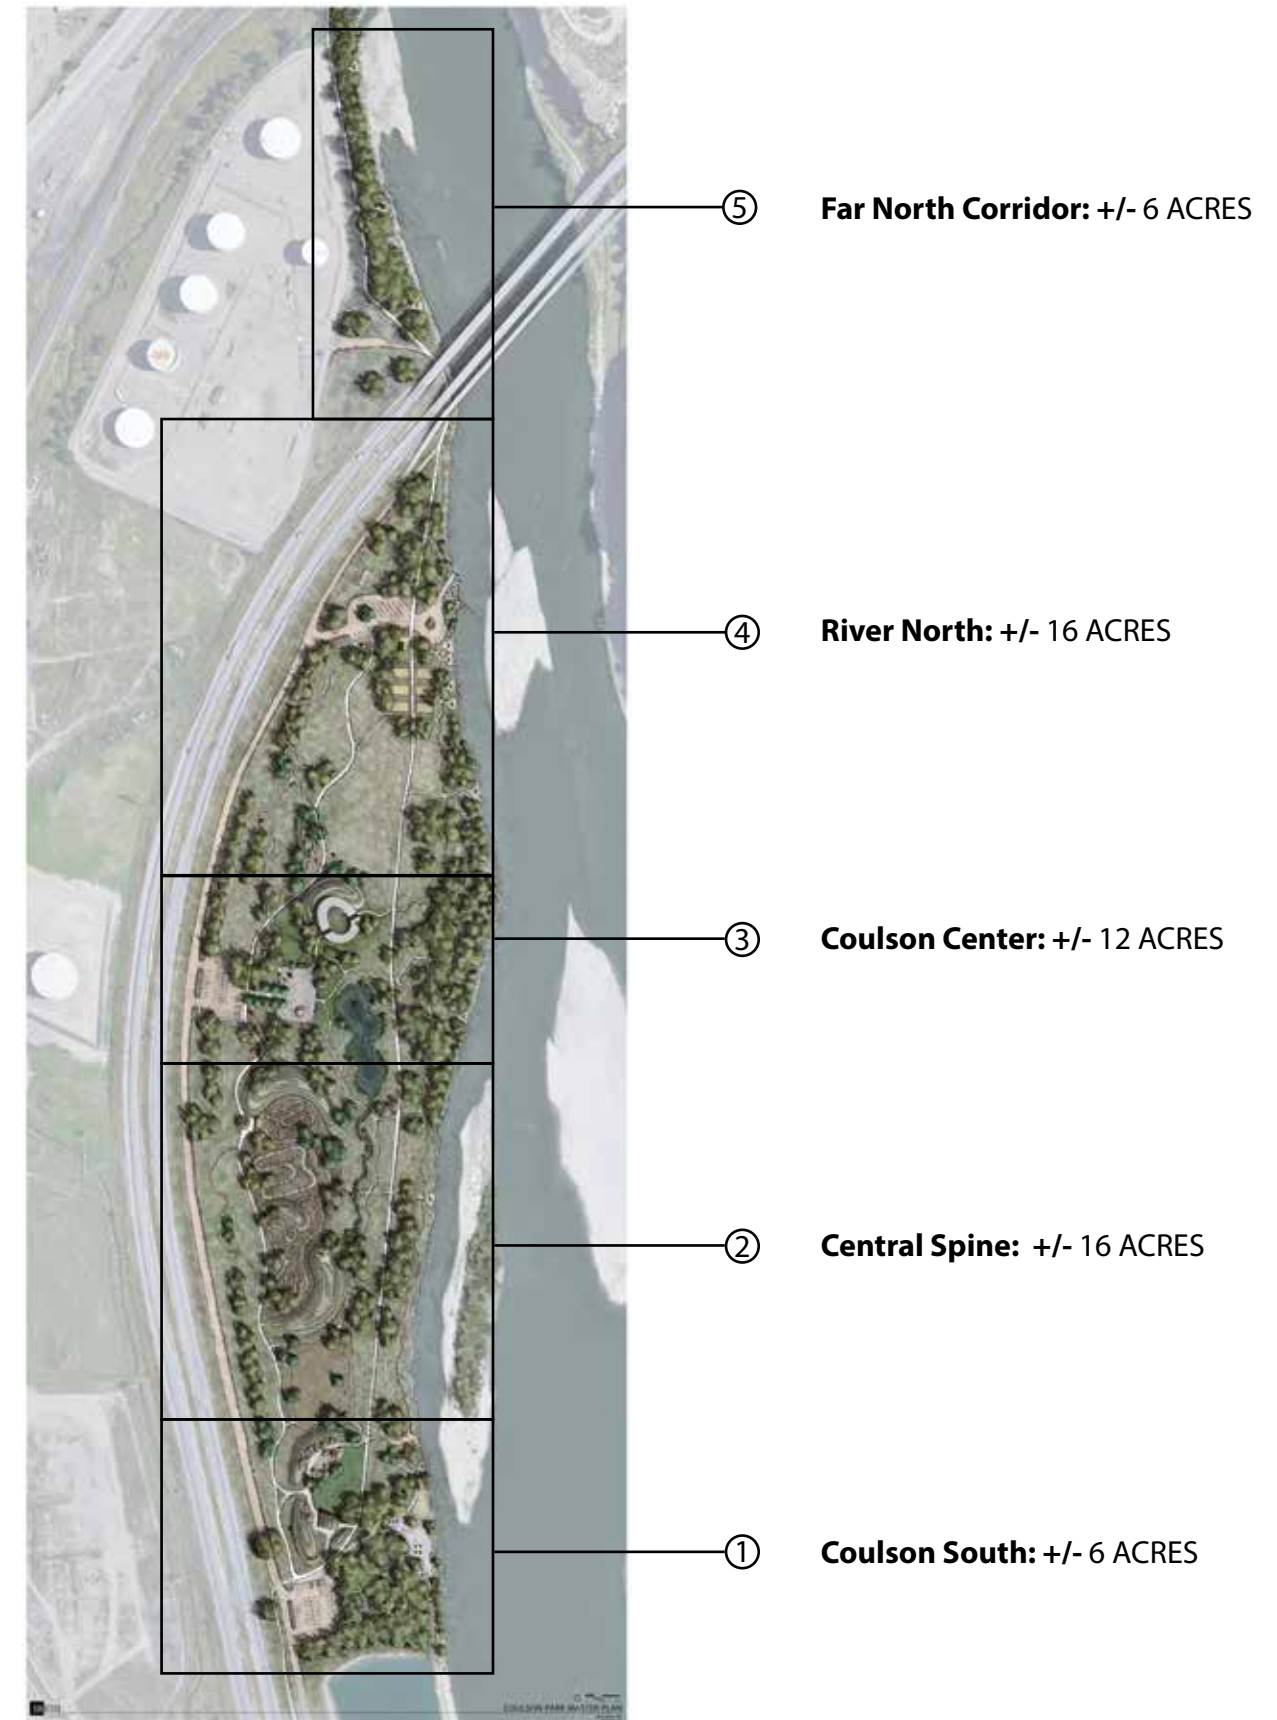 ⑤ Far North Corridor: +/- 6 ACRES
④ River North: +/- 16 ACRES
③ Coulson Center: +/- 12 ACRES
② Central Spine: +/- 16 ACRES
① Coulson South: +/- 6 ACRES
COULSON PARK MASTER PLAN